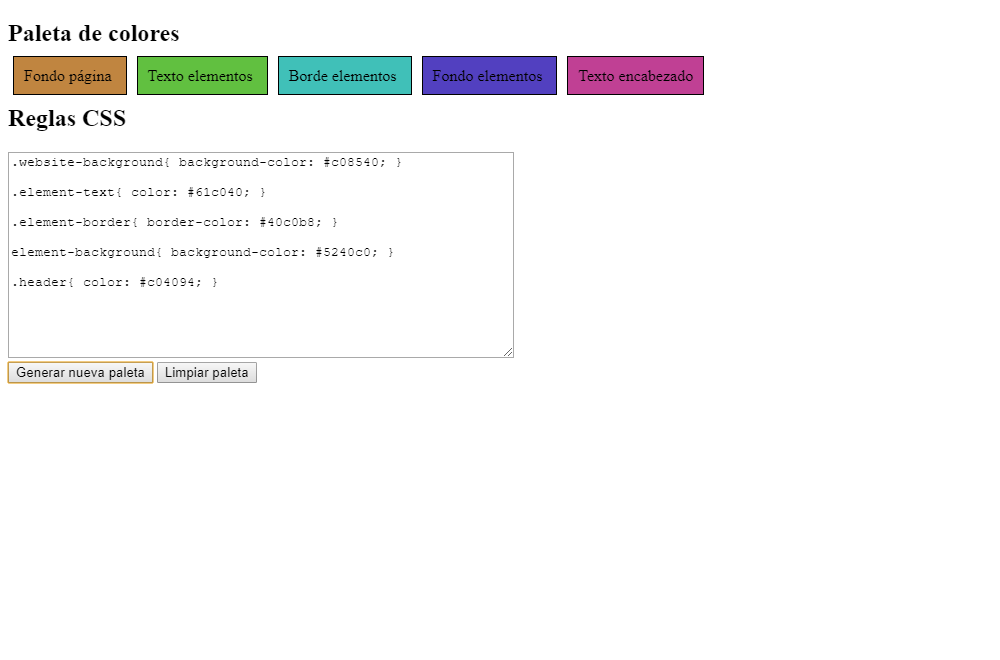 Paleta de colores
Fondo página Texto elementos Borde elementos Fondo elementos Texto encabezado
Reglas CSS
.website-background{ background-color: #c08540; }
.element-text{ color: #61c040; }
.element-border{ border-color: #40c0b8; }
element-background{ background-color: #5240c0; }
.header{ color: #c04094; }
Generar nueva paleta Limpiar paleta